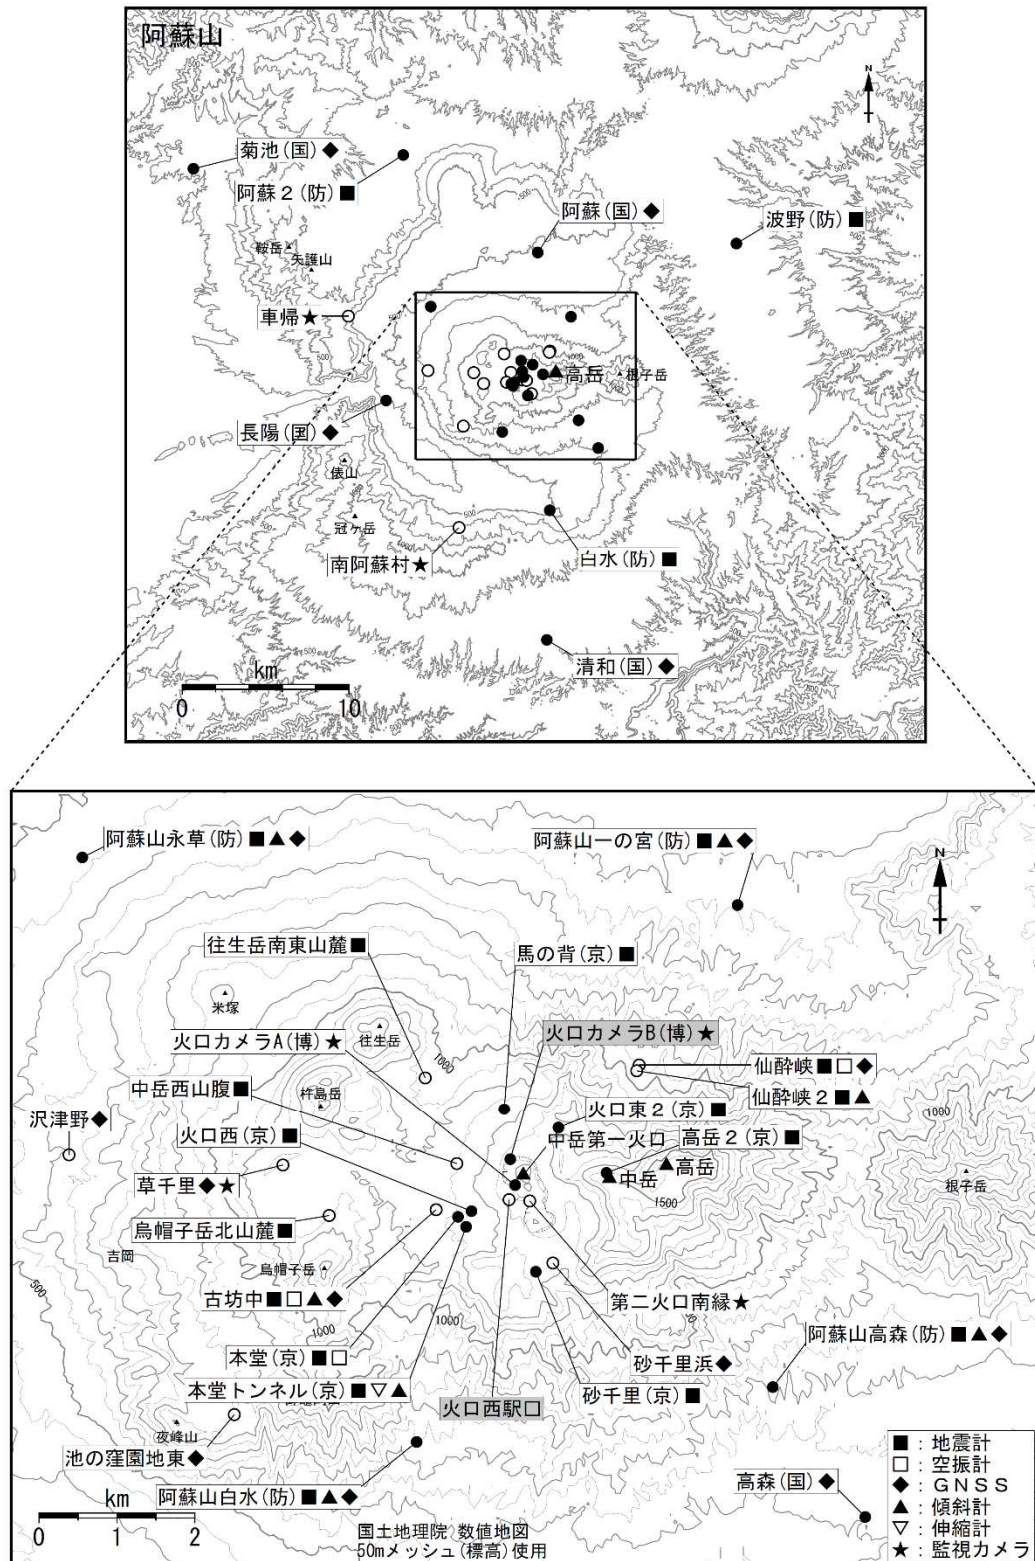 阿蘇山
N
菊池(国)◆
阿蘇2(防)■
阿蘇(国)◆
波野(防)■
鞍岳
矢護山
車帰★
高岳
根子岳
長陽(国)◆
俵山
冠ヶ岳
南阿蘇村★
白水(防)■
清和(国)◆
km
0 10
阿蘇山永草(防)■▲◆
阿蘇山一の宮(防)■▲◆
N
往生岳南東山麓■
馬の背(京)■
米塚
往生岳
火口カメラA(博)★
火口カメラB(博)★
1000
仙酔峡■□◆
仙酔峡2■▲
中岳西山腹■
杵島岳
沢津野◆
火口東2(京)■
1000
火口西(京)■
中岳第一火口
高岳2(京)■
草千里◆★
高岳
中岳
根子岳
1500
烏帽子岳北山麓■
吉岡
烏帽子岳
500
古坊中■□▲◆
第二火口南縁★
1000
1000
阿蘇山高森(防)■▲◆
本堂(京)■□
砂千里浜◆
本堂トンネル(京)■▽▲
砂千里(京)■
火口西駅□
夜峰山
池の窪園地東◆
高森(国)◆
阿蘇山白水(防)■▲◆
km
0 1 2
国土地理院 数値地図
50mメッシュ(標高)使用
■:地震計
□:空振計
◆:GNSS
▲:傾斜計
▽:伸縮計
★:監視カメラ